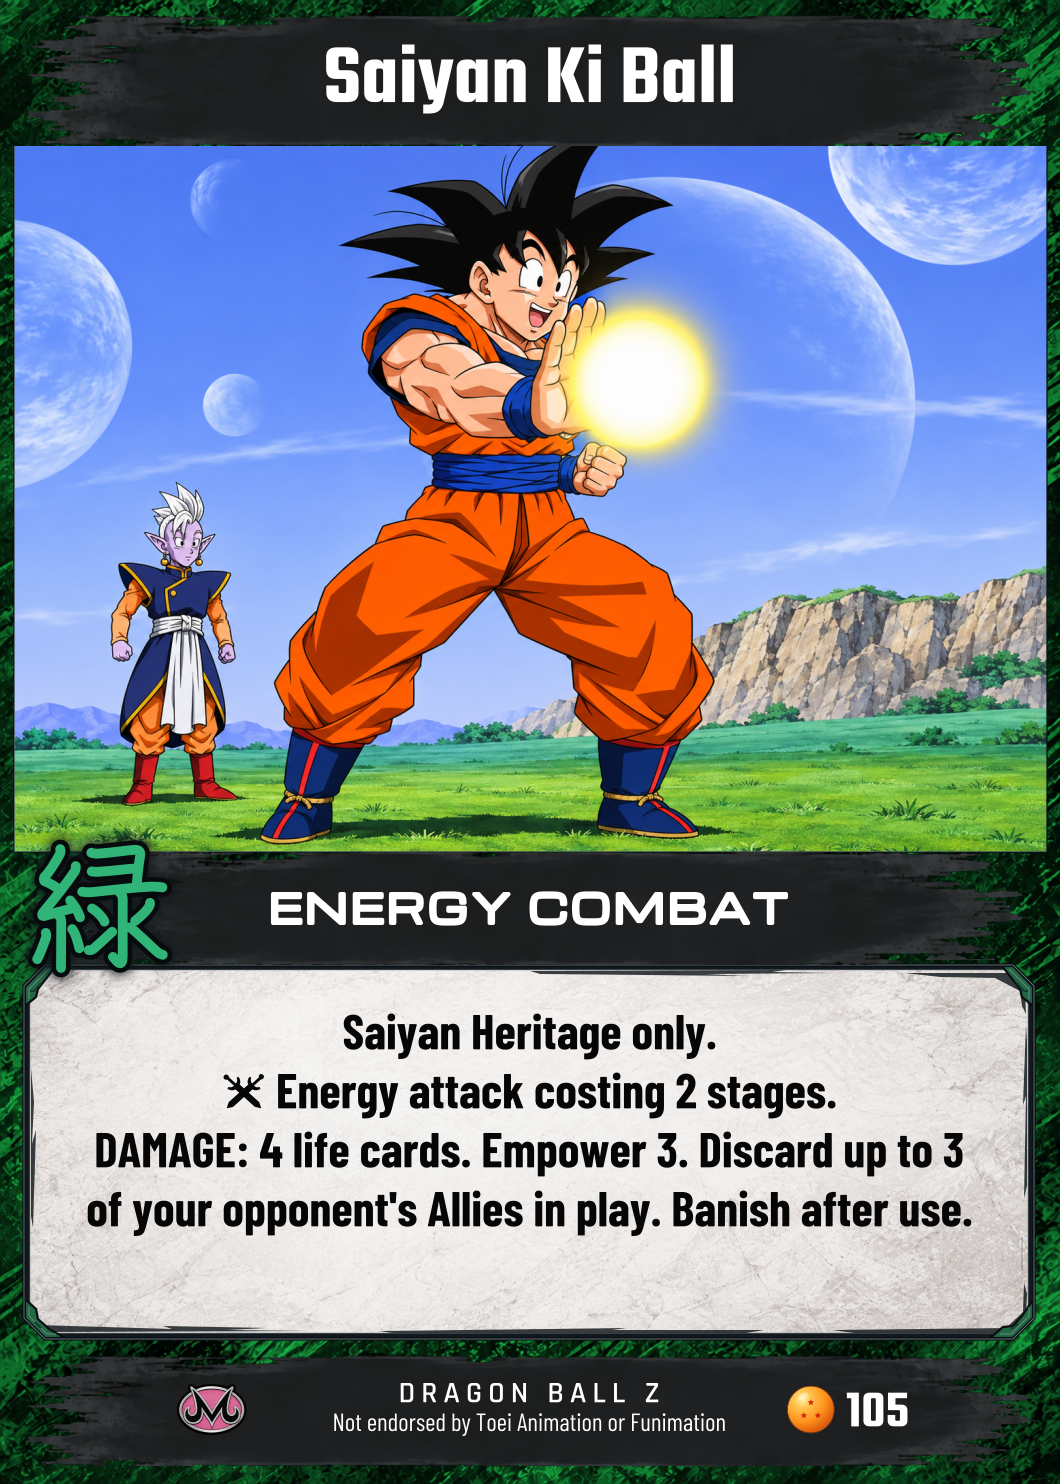 Saiyan Ki Ball
緑
ENERGY COMBAT
Saiyan Heritage only.
Energy attack costing 2 stages.
DAMAGE: 4 life cards. Empower 3. Discard up to 3
of your opponent's Allies in play. Banish after use.
M
DRAGON BALL Z
Not endorsed by Toei Animation or Funimation
105